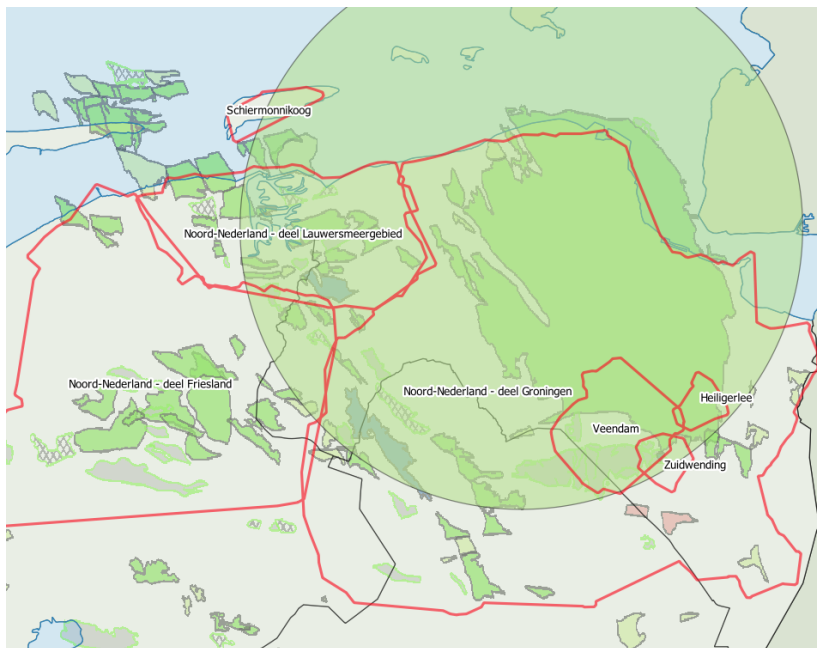 Schiermonnikoog
Noord-Nederland - deel Lauwersmeergebied
Noord-Nederland - deel Friesland
Noord-Nederland - deel Groningen
Heiligerlee
Veendam
Zuidwending